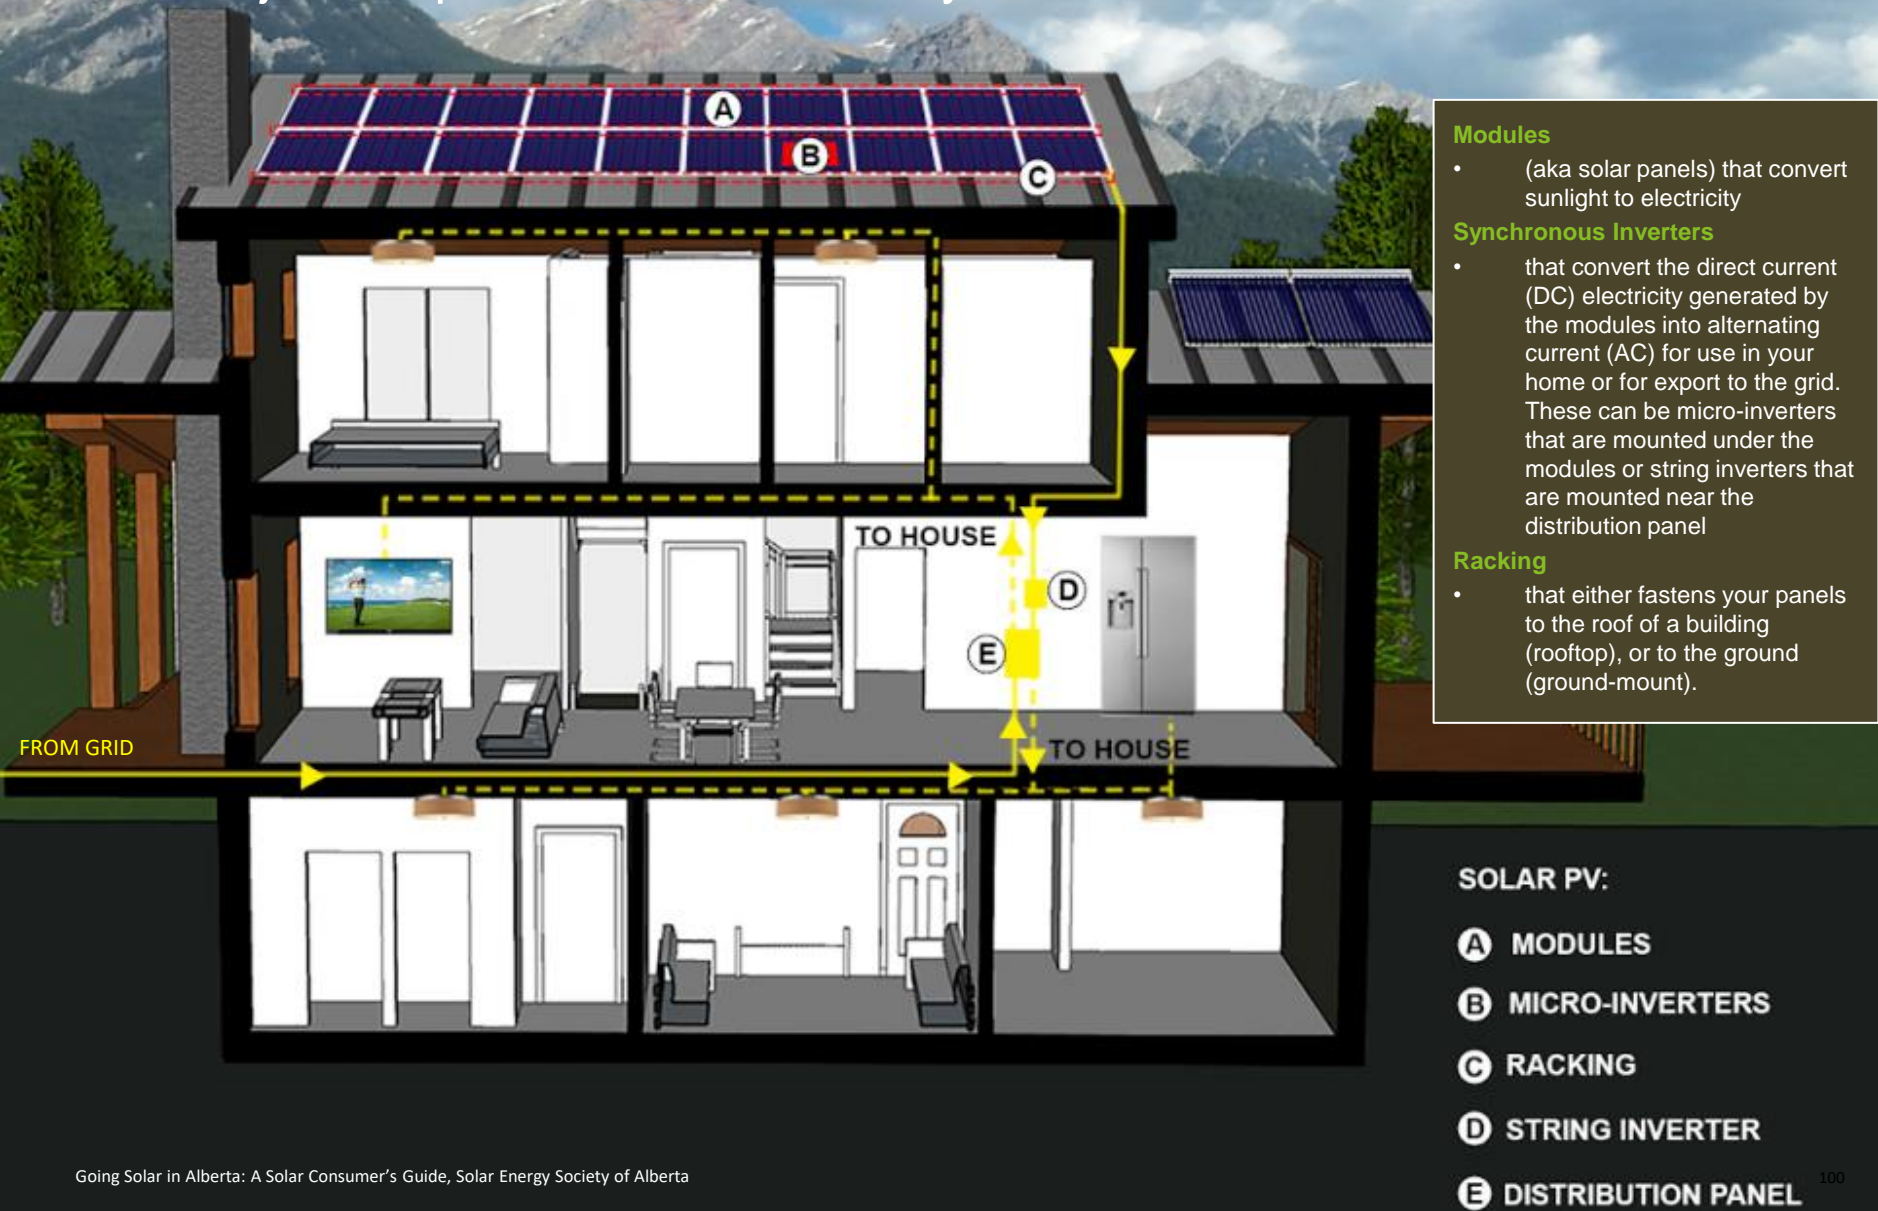 A
B
C
Modules
• (aka solar panels) that convert
sunlight to electricity
Synchronous Inverters
• that convert the direct current
(DC) electricity generated by
the modules into alternating
current (AC) for use in your
home or for export to the grid.
These can be micro-inverters
that are mounted under the
modules or string inverters that
are mounted near the
distribution panel
Racking
• that either fastens your panels
to the roof of a building
(rooftop), or to the ground
(ground-mount).
TO HOUSE
D
E
FROM GRID
TO HOUSE
SOLAR PV:
A MODULES
B MICRO-INVERTERS
C RACKING
D STRING INVERTER
E DISTRIBUTION PANEL
Going Solar in Alberta: A Solar Consumer's Guide, Solar Energy Society of Alberta
100